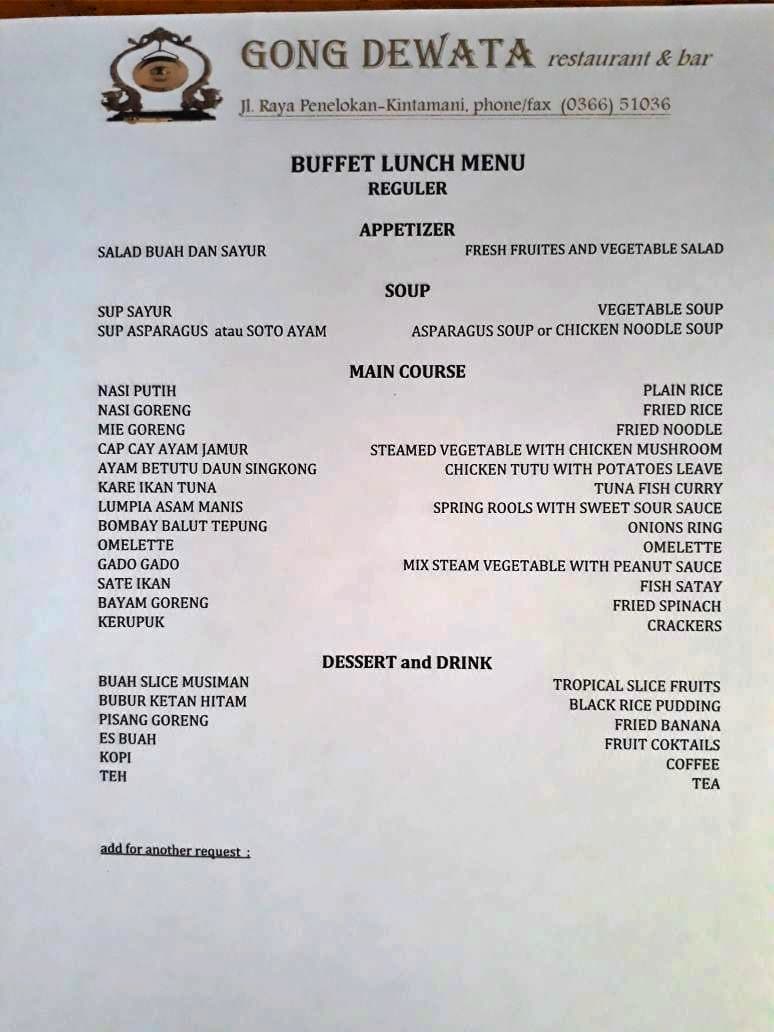 GONG DEWATA restaurant & bar
Jl. Raya Penelokan-Kintamani, phone/fax (0366) 51036
BUFFET LUNCH MENU
REGULER
APPETIZER
SALAD BUAH DAN SAYUR FRESH FRUITES AND VEGETABLE SALAD
SOUP
SUP SAYUR VEGETABLE SOUP
SUP ASPARAGUS atau SOTO AYAM ASPARAGUS SOUP or CHICKEN NOODLE SOUP
MAIN COURSE
NASI PUTIH PLAIN RICE
NASI GORENG FRIED RICE
MIE GORENG FRIED NOODLE
CAP CAY AYAM JAMUR STEAMED VEGETABLE WITH CHICKEN MUSHROOM
AYAM BETUTU DAUN SINGKONG CHICKEN TUTU WITH POTATOES LEAVE
KARE IKAN TUNA TUNA FISH CURRY
LUMPIA ASAM MANIS SPRING ROOLS WITH SWEET SOUR SAUCE
BOMBAY BALUT TEPUNG ONIONS RING
OMELETTE OMELETTE
GADO GADO MIX STEAM VEGETABLE WITH PEANUT SAUCE
SATE IKAN FISH SATAY
BAYAM GORENG FRIED SPINACH
KERUPUK CRACKERS
DESSERT and DRINK
BUAH SLICE MUSIMAN TROPICAL SLICE FRUITS
BUBUR KETAN HITAM BLACK RICE PUDDING
PISANG GORENG FRIED BANANA
ES BUAH FRUIT COKTAILS
KOPI COFFEE
TEH TEA
add for another request :